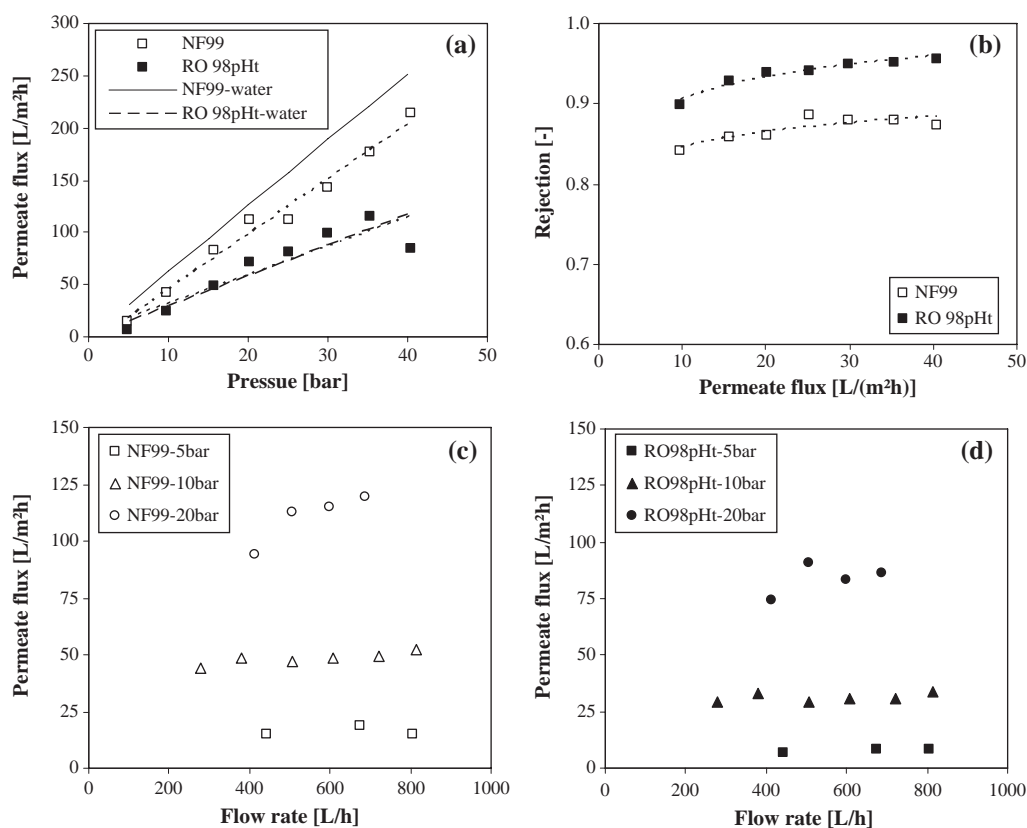 (a)
NF99
RO 98pHt
NF99-water
RO 98pHt-water
Permeate flux [L/m²h]
300
250
200
150
100
50
0
0 10 20 30 40 50
Pressue [bar]
(b)
Rejection [-]
1.0
0.9
0.8
0.7
0.6
NF99
RO 98pHt
0 10 20 30 40 50
Permeate flux [L/(m²h]
(c)
NF99-5bar
NF99-10bar
NF99-20bar
Permeate flux [L/m²h]
150
125
100
75
50
25
0
0 200 400 600 800 1000
Flow rate [L/h]
(d)
RO98pHt-5bar
RO98pHt-10bar
RO98pHt-20bar
Permeate flux [L/m²h]
150
125
100
75
50
25
0
0 200 400 600 800 1000
Flow rate [L/h]